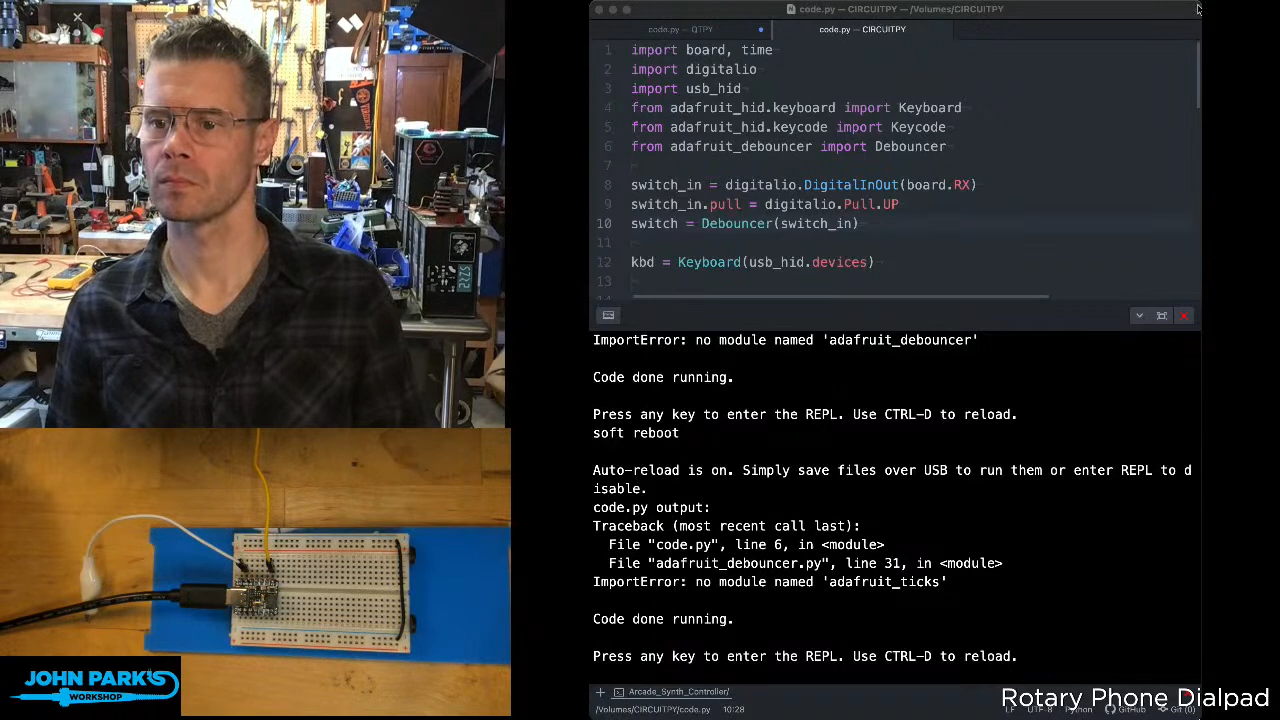 code.py — CIRCUITPY — /Volumes/CIRCUITPY
code.py — QTPY
code.py — CIRCUITPY
1 import board, time
2 import digitalio
3 import usb_hid
4 from adafruit_hid.keyboard import Keyboard
5 from adafruit_hid.keycode import Keycode
6 from adafruit_debouncer import Debouncer
8 switch_in = digitalio.DigitalInOut(board.RX)
9 switch_in.pull = digitalio.Pull.UP
10 switch = Debouncer(switch_in)
11
12 kbd = Keyboard(usb_hid.devices)
13
ImportError: no module named 'adafruit_debouncer'
Code done running.
Press any key to enter the REPL. Use CTRL-D to reload.
soft reboot
Auto-reload is on. Simply save files over USB to run them or enter REPL to d
isable.
code.py output:
Traceback (most recent call last):
File "code.py", line 6, in <module>
File "adafruit_debouncer.py", line 31, in <module>
ImportError: no module named 'adafruit_ticks'
Code done running.
Press any key to enter the REPL. Use CTRL-D to reload.
Arcade_Synth_Controller/
/Volumes/CIRCUITPY/code.py 10:28
JOHN PARK'S
WORKSHOP
Rotary Phone Dialpad